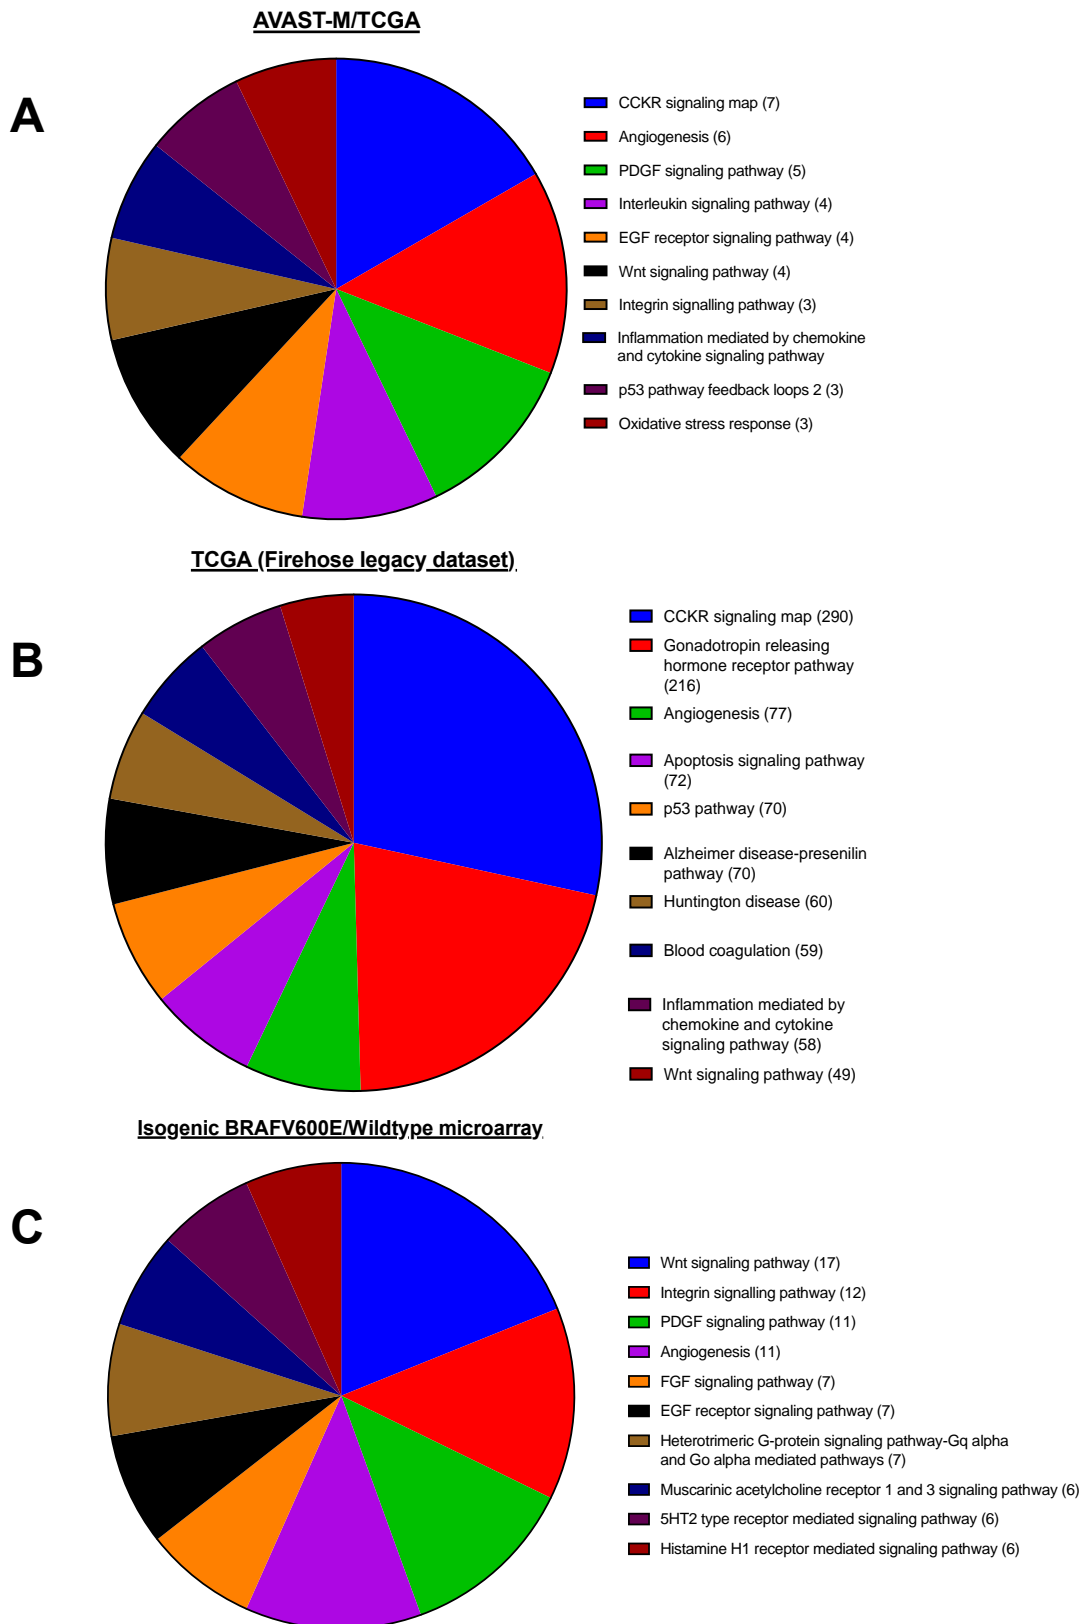 AVAST-M/TCGA
A
CCKR signaling map (7)
Angiogenesis (6)
PDGF signaling pathway (5)
Interleukin signaling pathway (4)
EGF receptor signaling pathway (4)
Wnt signaling pathway (4)
Integrin signalling pathway (3)
Inflammation mediated by chemokine
and cytokine signaling pathway
p53 pathway feedback loops 2 (3)
Oxidative stress response (3)
TCGA (Firehose legacy dataset)
B
CCKR signaling map (290)
Gonadotropin releasing
hormone receptor pathway
(216)
Angiogenesis (77)
Apoptosis signaling pathway
(72)
p53 pathway (70)
Alzheimer disease-presenilin
pathway (70)
Huntington disease (60)
Blood coagulation (59)
Inflammation mediated by
chemokine and cytokine
signaling pathway (58)
Wnt signaling pathway (49)
Isogenic BRAFV600E/Wildtype microarray
C
Wnt signaling pathway (17)
Integrin signalling pathway (12)
PDGF signaling pathway (11)
Angiogenesis (11)
FGF signaling pathway (7)
EGF receptor signaling pathway (7)
Heterotrimeric G-protein signaling pathway-Gq alpha
and Go alpha mediated pathways (7)
Muscarinic acetylcholine receptor 1 and 3 signaling pathway (6)
5HT2 type receptor mediated signaling pathway (6)
Histamine H1 receptor mediated signaling pathway (6)